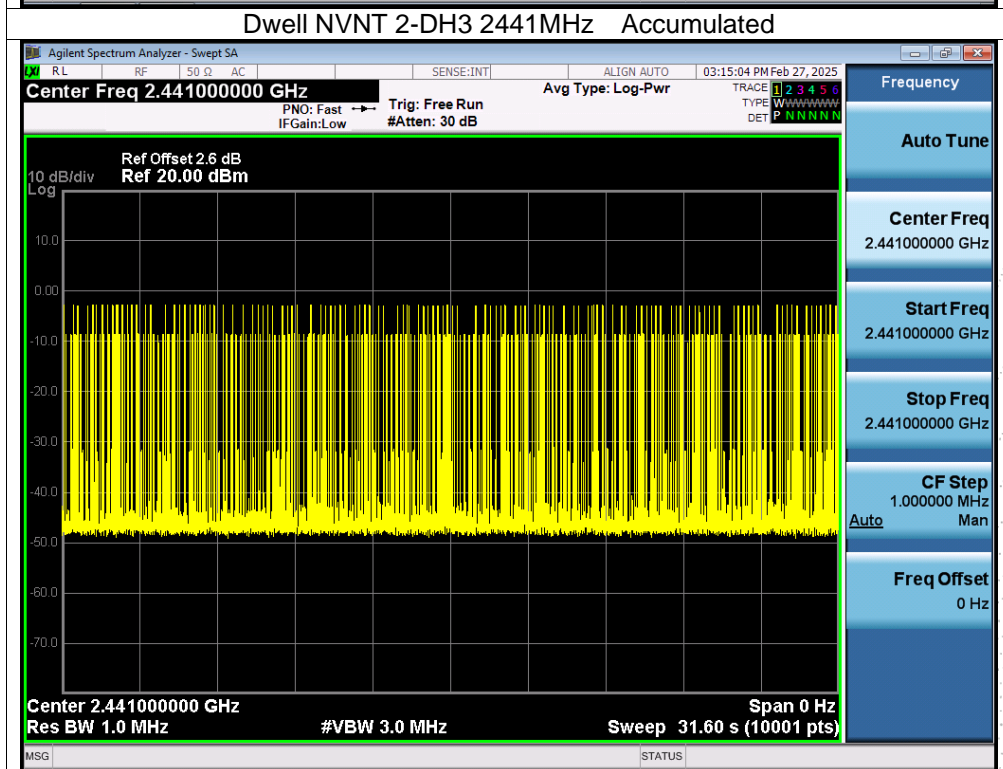 Dwell NVNT 2-DH3 2441MHz Accumulated
Agilent Spectrum Analyzer - Swept SA
LXI RL RF 50 Ω AC SENSE:INT ALIGN AUTO 03:15:04 PM Feb 27, 2025
Center Freq 2.441000000 GHz
PNO: Fast
IFGain:Low
Trig: Free Run
#Atten: 30 dB
Avg Type: Log-Pwr
TRACE 1 2 3 4 5 6
TYPE WWWWWWW
DET P N N N N N
Ref Offset 2.6 dB
10 dB/div Ref 20.00 dBm
Log
10.0
0.00
-10.0
-20.0
-30.0
-40.0
-50.0
-60.0
-70.0
Center 2.441000000 GHz Span 0 Hz
Res BW 1.0 MHz #VBW 3.0 MHz Sweep 31.60 s (10001 pts)
MSG STATUS
Frequency
Auto Tune
Center Freq
2.441000000 GHz
Start Freq
2.441000000 GHz
Stop Freq
2.441000000 GHz
CF Step
1.000000 MHz
Auto Man
Freq Offset
0 Hz